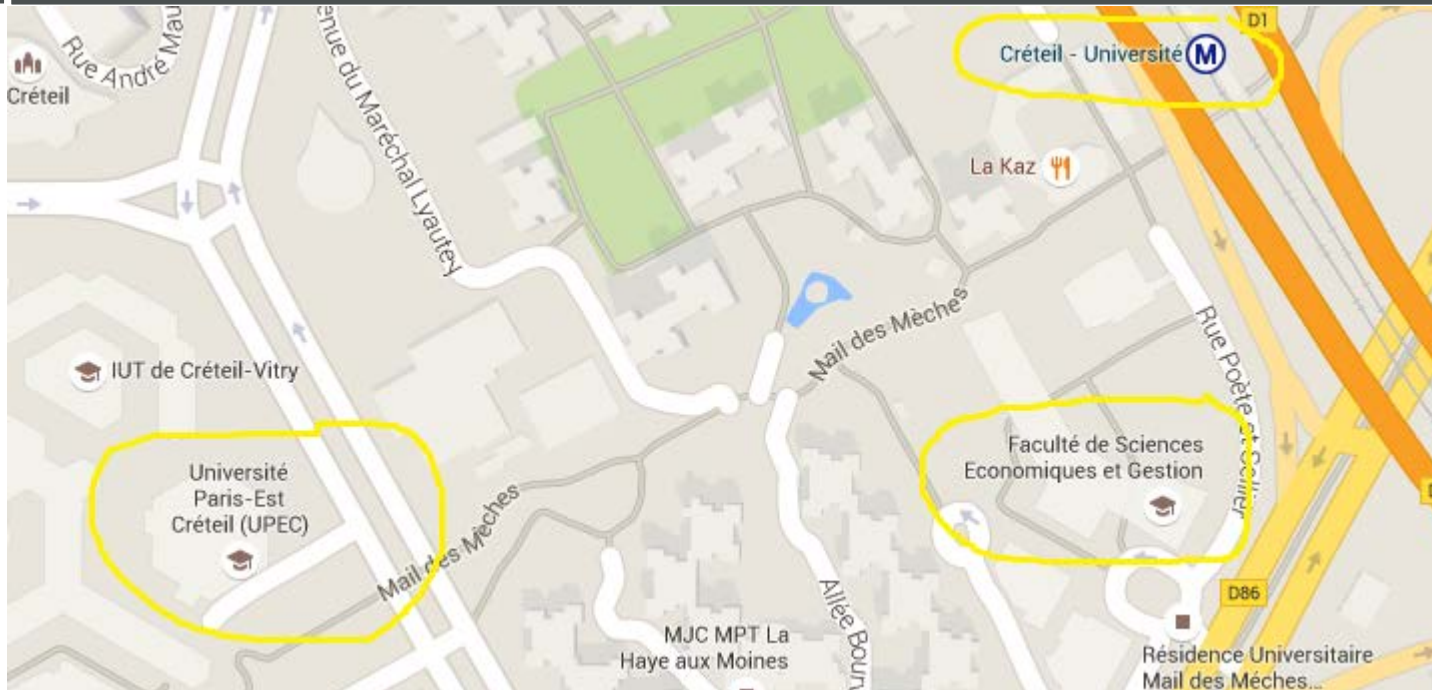 D1
Créteil - Université M
Rue André Ma
Créteil
enue du Maréchal Lyautey
La Kaz
Mail des Mèches
Rue Poète et Sellier
IUT de Créteil-Vitry
Université
Paris-Est
Créteil (UPEC)
Faculté de Sciences
Economiques et Gestion
Mail des Mèches
Allée Bour
D86
MJC MPT La
Haye aux Moines
Résidence Universitaire
Mail des Méches...